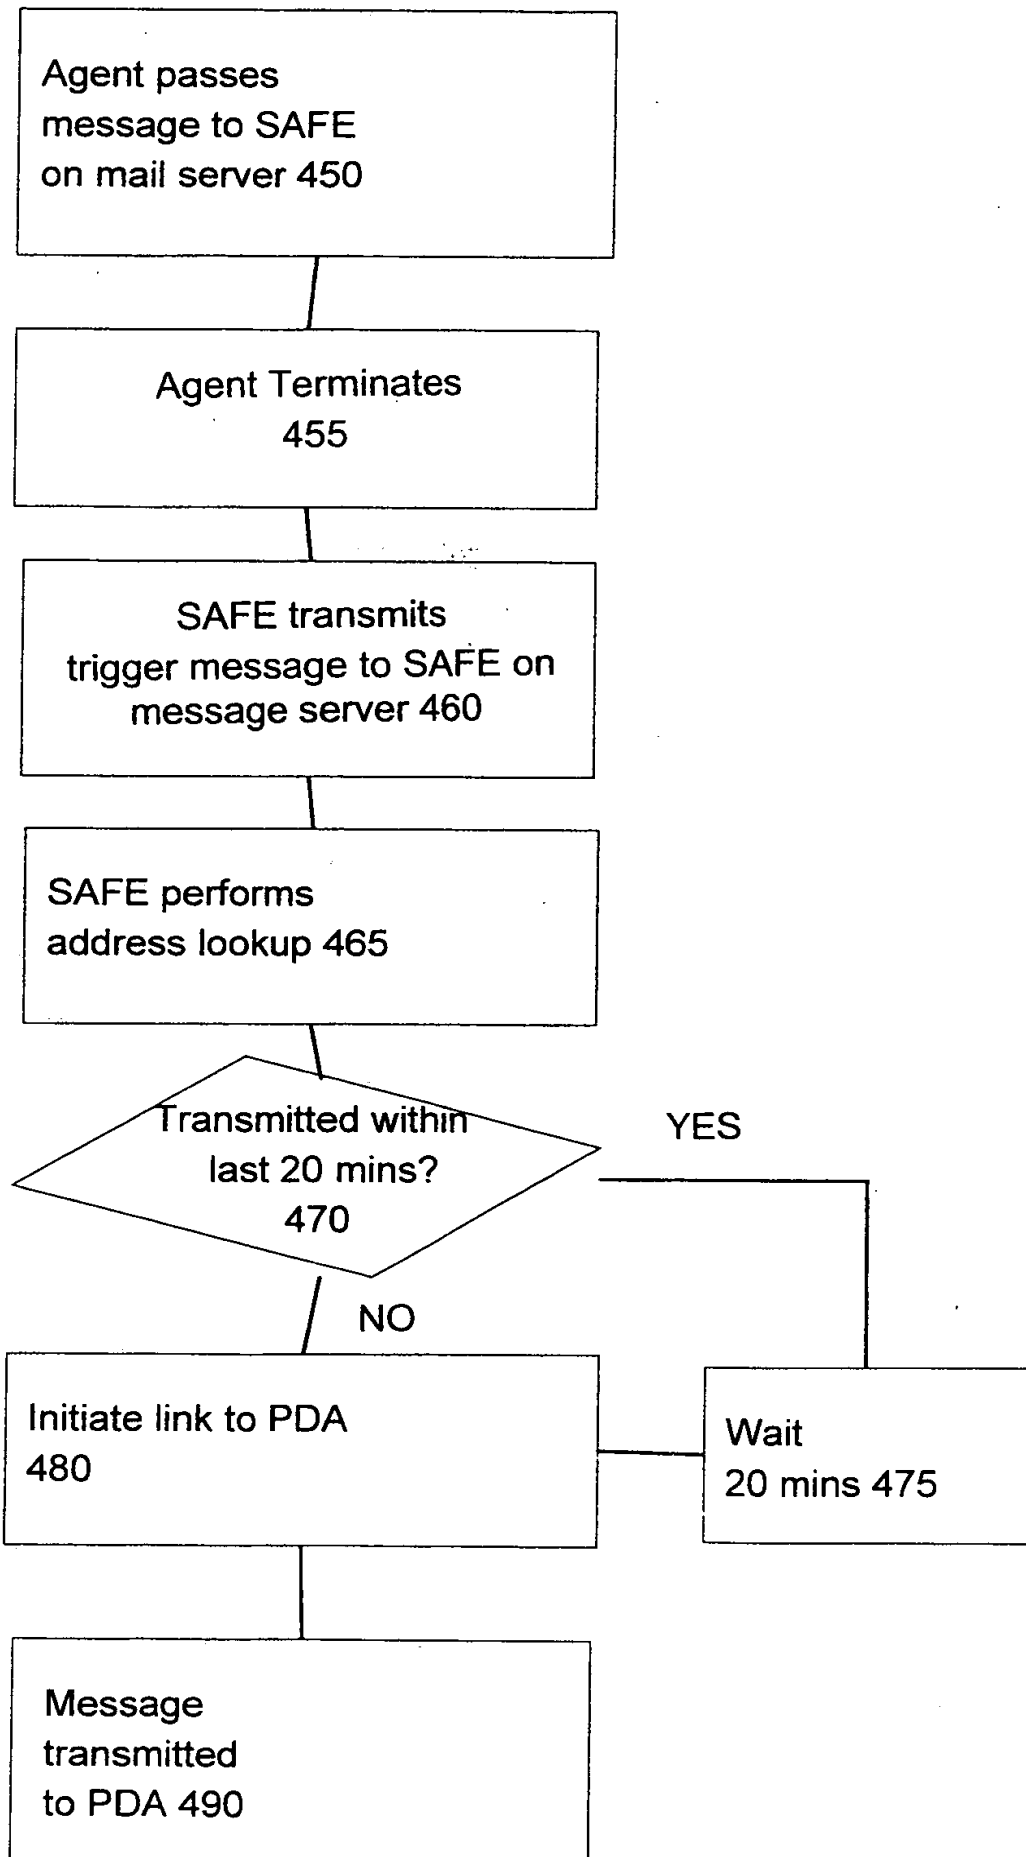 Agent passes
message to SAFE
on mail server 450
Agent Terminates
455
SAFE transmits
trigger message to SAFE on
message server 460
SAFE performs
address lookup 465
Transmitted within
last 20 mins?
470
YES
NO
Initiate link to PDA
480
Wait
20 mins 475
Message
transmitted
to PDA 490